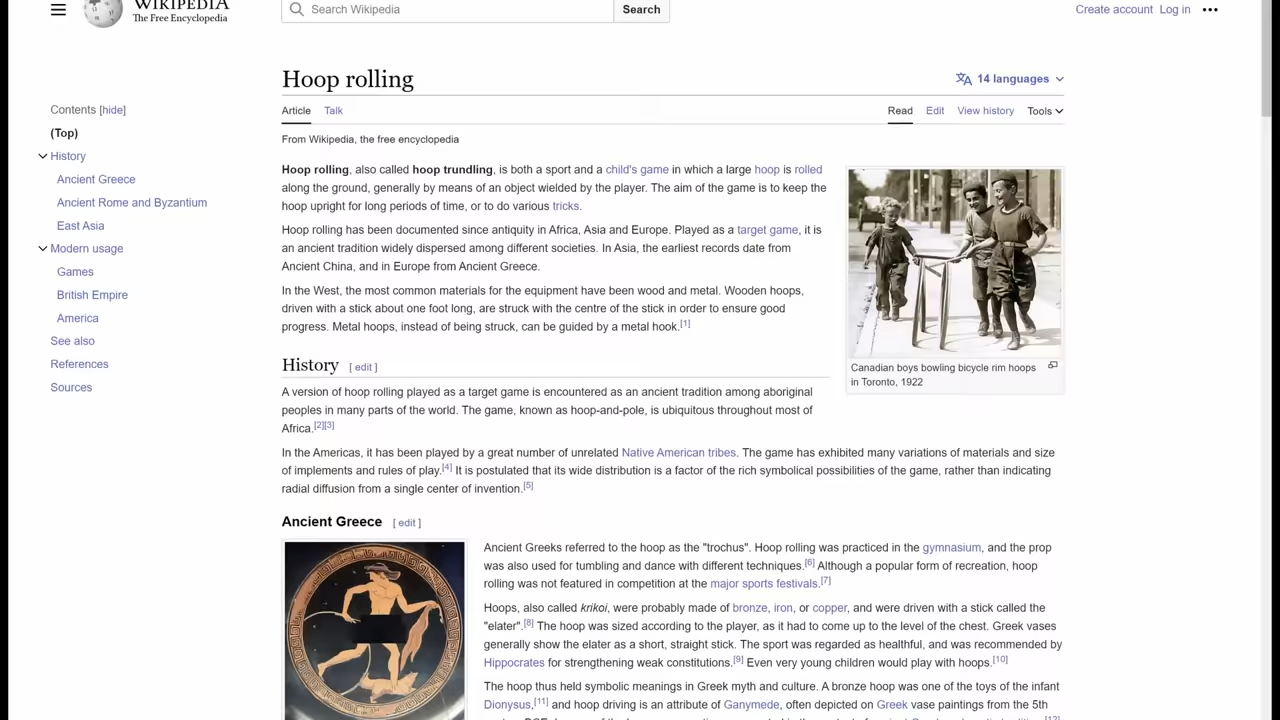 WIKIPEDIA
The Free Encyclopedia
Search Wikipedia
Search
Create account Log in
Hoop rolling
14 languages
Contents [hide]
(Top)
History
Ancient Greece
Ancient Rome and Byzantium
East Asia
Modern usage
Games
British Empire
America
See also
References
Sources
Article Talk
Read Edit View history Tools
From Wikipedia, the free encyclopedia
Hoop rolling, also called hoop trundling, is both a sport and a child's game in which a large hoop is rolled
along the ground, generally by means of an object wielded by the player. The aim of the game is to keep the
hoop upright for long periods of time, or to do various tricks.
Hoop rolling has been documented since antiquity in Africa, Asia and Europe. Played as a target game, it is
an ancient tradition widely dispersed among different societies. In Asia, the earliest records date from
Ancient China, and in Europe from Ancient Greece.
In the West, the most common materials for the equipment have been wood and metal. Wooden hoops,
driven with a stick about one foot long, are struck with the centre of the stick in order to ensure good
progress. Metal hoops, instead of being struck, can be guided by a metal hook.[1]
Canadian boys bowling bicycle rim hoops
in Toronto, 1922
History [ edit ]
A version of hoop rolling played as a target game is encountered as an ancient tradition among aboriginal
peoples in many parts of the world. The game, known as hoop-and-pole, is ubiquitous throughout most of
Africa.[2][3]
In the Americas, it has been played by a great number of unrelated Native American tribes. The game has exhibited many variations of materials and size
of implements and rules of play.[4] It is postulated that its wide distribution is a factor of the rich symbolical possibilities of the game, rather than indicating
radial diffusion from a single center of invention.[5]
Ancient Greece [ edit ]
Ancient Greeks referred to the hoop as the "trochus". Hoop rolling was practiced in the gymnasium, and the prop
was also used for tumbling and dance with different techniques.[6] Although a popular form of recreation, hoop
rolling was not featured in competition at the major sports festivals.[7]
Hoops, also called krikoi, were probably made of bronze, iron, or copper, and were driven with a stick called the
"elater".[8] The hoop was sized according to the player, as it had to come up to the level of the chest. Greek vases
generally show the elater as a short, straight stick. The sport was regarded as healthful, and was recommended by
Hippocrates for strengthening weak constitutions.[9] Even very young children would play with hoops.[10]
The hoop thus held symbolic meanings in Greek myth and culture. A bronze hoop was one of the toys of the infant
Dionysus,[11] and hoop driving is an attribute of Ganymede, often depicted on Greek vase paintings from the 5th